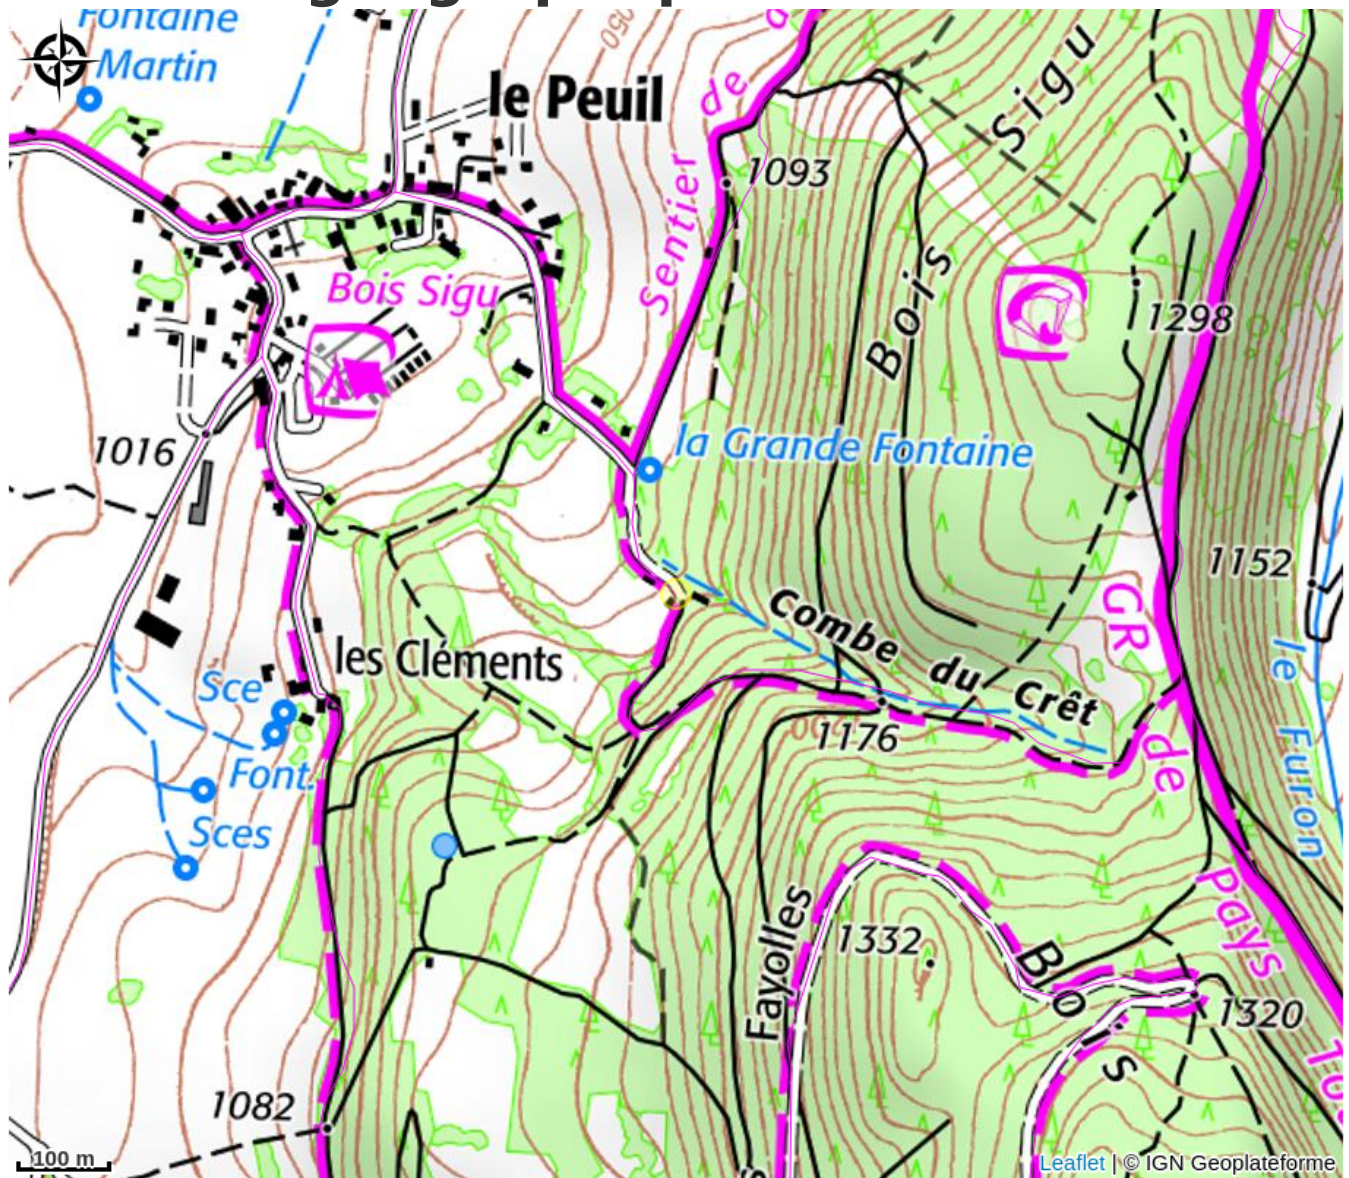 Fontaine
Martin
le Peuil
050
de
Sentier
1093
Bois Sigu
Bois
Sigu
1298
1016
la Grande Fontaine
1152
GR
de
Pays
le Furon
Combe du Crêt
les Cléments
Sce
Font.
Sces
1176
Fayolles
1332
Bois
1320
1082
100 m
Leaflet | © IGN Geoplateforme